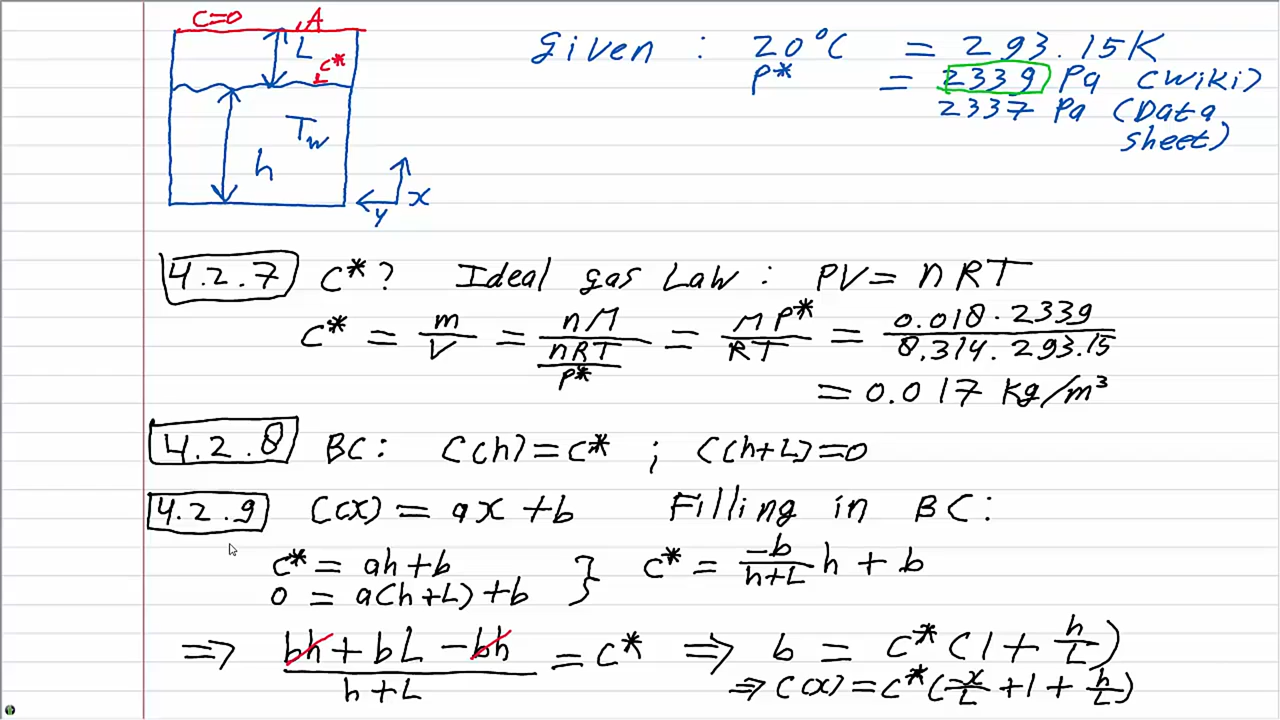 C=0 A
Given : 20°C = 293.15K
L
C*
P* = 2339 Pa (Wiki)
2337 Pa (Data
sheet)
Tw
h
x
y
4.2.7 C*? Ideal gas Law : PV = nRT
C* = m/V = nM/(nRT/P*) = MP*/RT = 0.018·2339/8.314·293.15
= 0.017 kg/m³
4.2.8 BC: C(h)=C* ; C(h+L)=0
4.2.9 C(x) = ax + b Filling in BC:
C* = ah+b } C* = -b/(h+L) h + b
0 = a(h+L)+b
=> (bh + bL - bh)/(h+L) = C* => b = C*(1 + h/L)
=> C(x) = C*(-x/L + 1 + h/L)